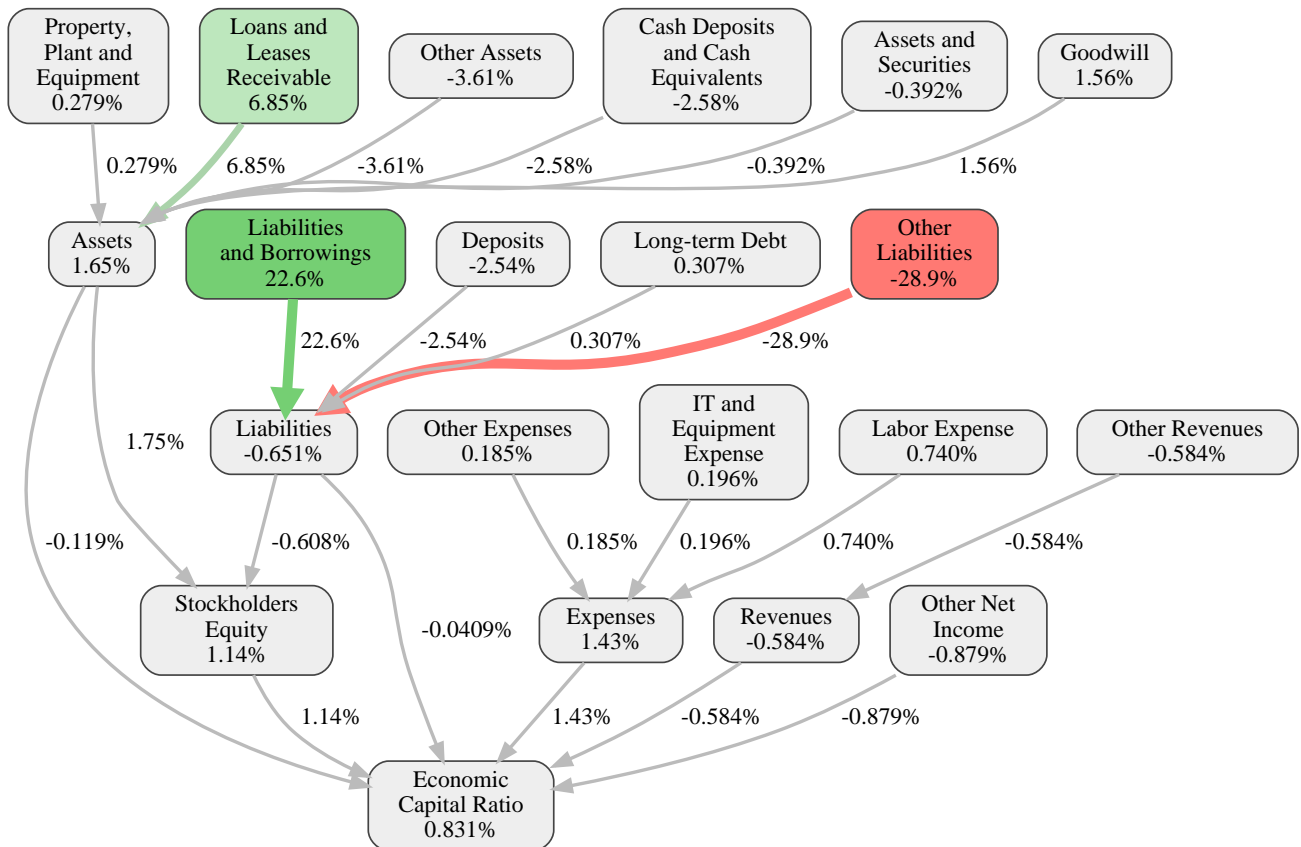 Property,
Plant and
Equipment
0.279%
Loans and
Leases
Receivable
6.85%
Other Assets
-3.61%
Cash Deposits
and Cash
Equivalents
-2.58%
Assets and
Securities
-0.392%
Goodwill
1.56%
0.279%
6.85%
-3.61%
-2.58%
-0.392%
1.56%
Assets
1.65%
Liabilities
and Borrowings
22.6%
Deposits
-2.54%
Long-term Debt
0.307%
Other
Liabilities
-28.9%
22.6%
-2.54%
0.307%
-28.9%
1.75%
Liabilities
-0.651%
Other Expenses
0.185%
IT and
Equipment
Expense
0.196%
Labor Expense
0.740%
Other Revenues
-0.584%
-0.119%
-0.608%
0.185%
0.196%
0.740%
-0.584%
Stockholders
Equity
1.14%
-0.0409%
Expenses
1.43%
Revenues
-0.584%
Other Net
Income
-0.879%
1.14%
1.43%
-0.584%
-0.879%
Economic
Capital Ratio
0.831%